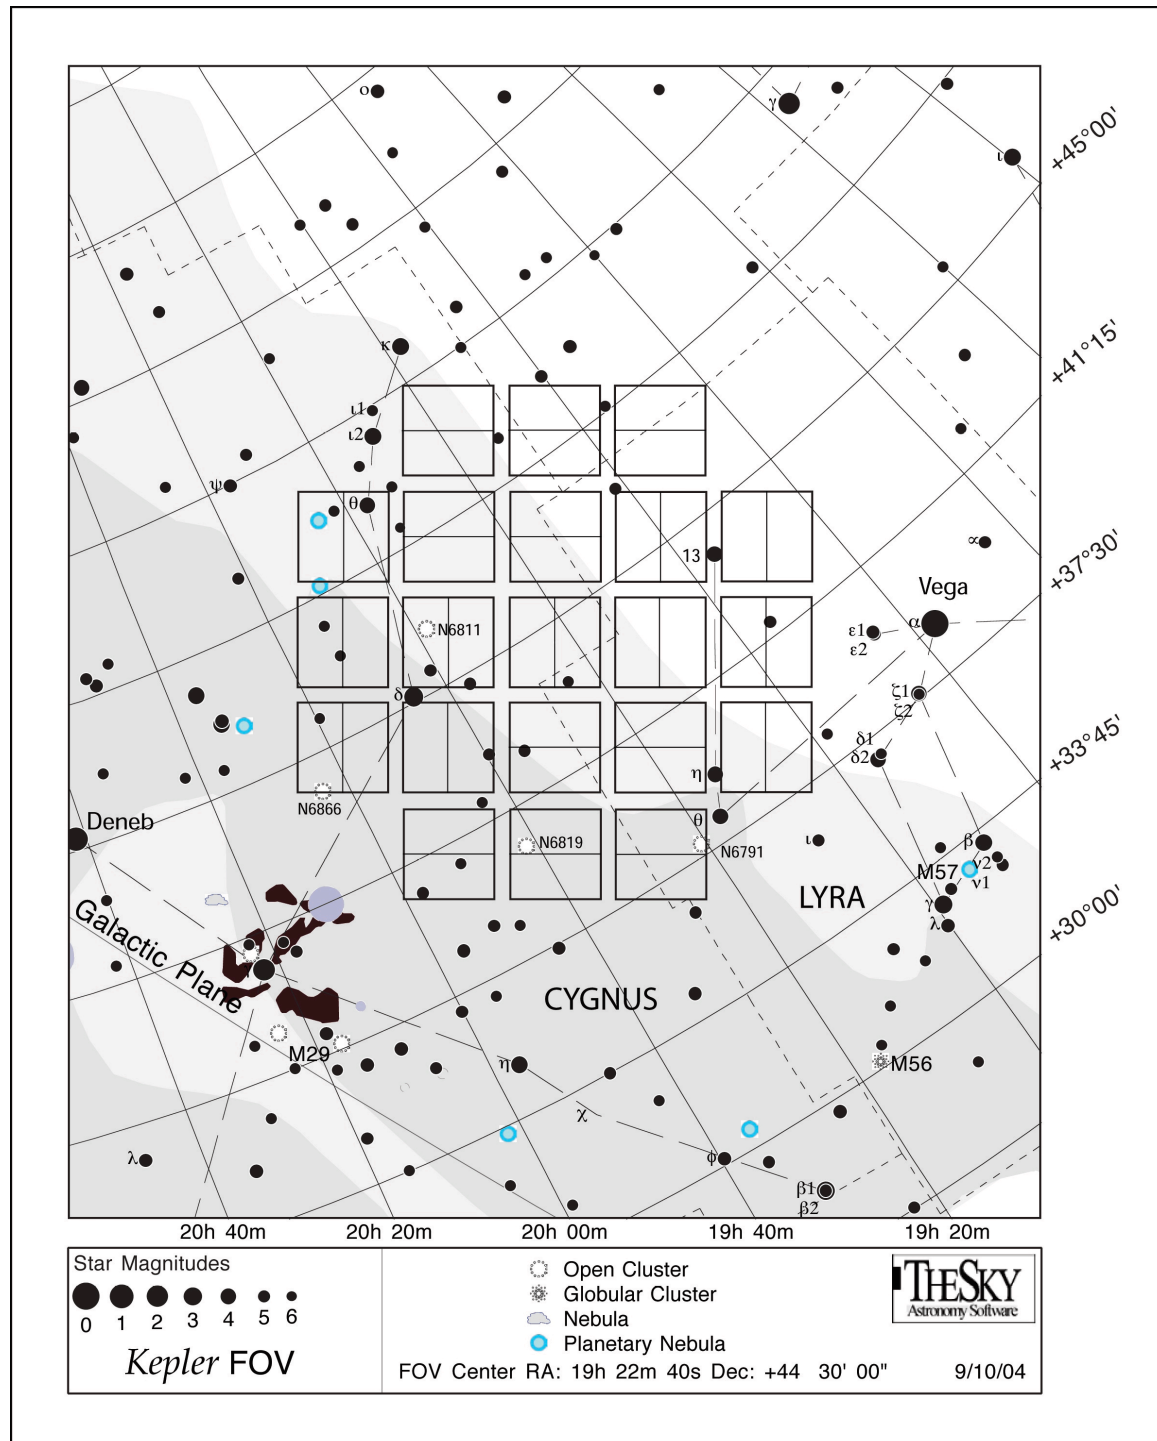 ο
γ
ι
+45°00'
κ
+41°15'
ι1
ι2
ψ
θ
13
α
+37°30'
Vega
α
ε1
ε2
N6811
δ
ζ1
ζ2
+33°45'
δ1
δ2
η
N6866
θ
Deneb
N6819
N6791
ι
β
ν2
M57
ν1
LYRA
γ
λ
+30°00'
Galactic Plane
γ
CYGNUS
M29
η
M56
χ
λ
φ
β1
β2
20h 40m 20h 20m 20h 00m 19h 40m 19h 20m
Star Magnitudes
0 1 2 3 4 5 6
Kepler FOV
Open Cluster
Globular Cluster
Nebula
Planetary Nebula
THESKY
Astronomy Software
FOV Center RA: 19h 22m 40s Dec: +44 30' 00" 9/10/04